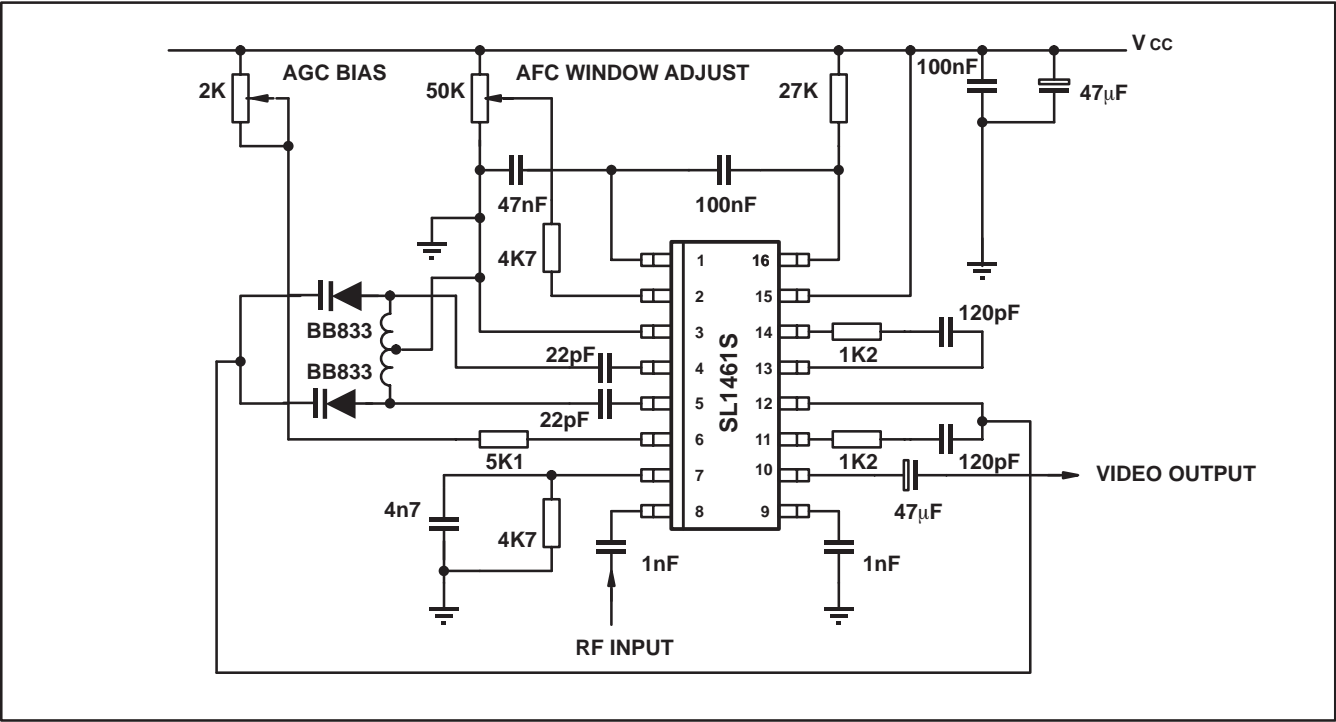 V CC
2K
AGC BIAS
50K
AFC WINDOW ADJUST
27K
100nF
47µF
47nF
100nF
4K7
1
16
2
15
BB833
3
14
120pF
1K2
22pF
4
13
BB833
SL1461S
5
12
22pF
6
11
5K1
1K2
120pF
7
10
VIDEO OUTPUT
4n7
47µF
8
9
4K7
1nF
1nF
RF INPUT